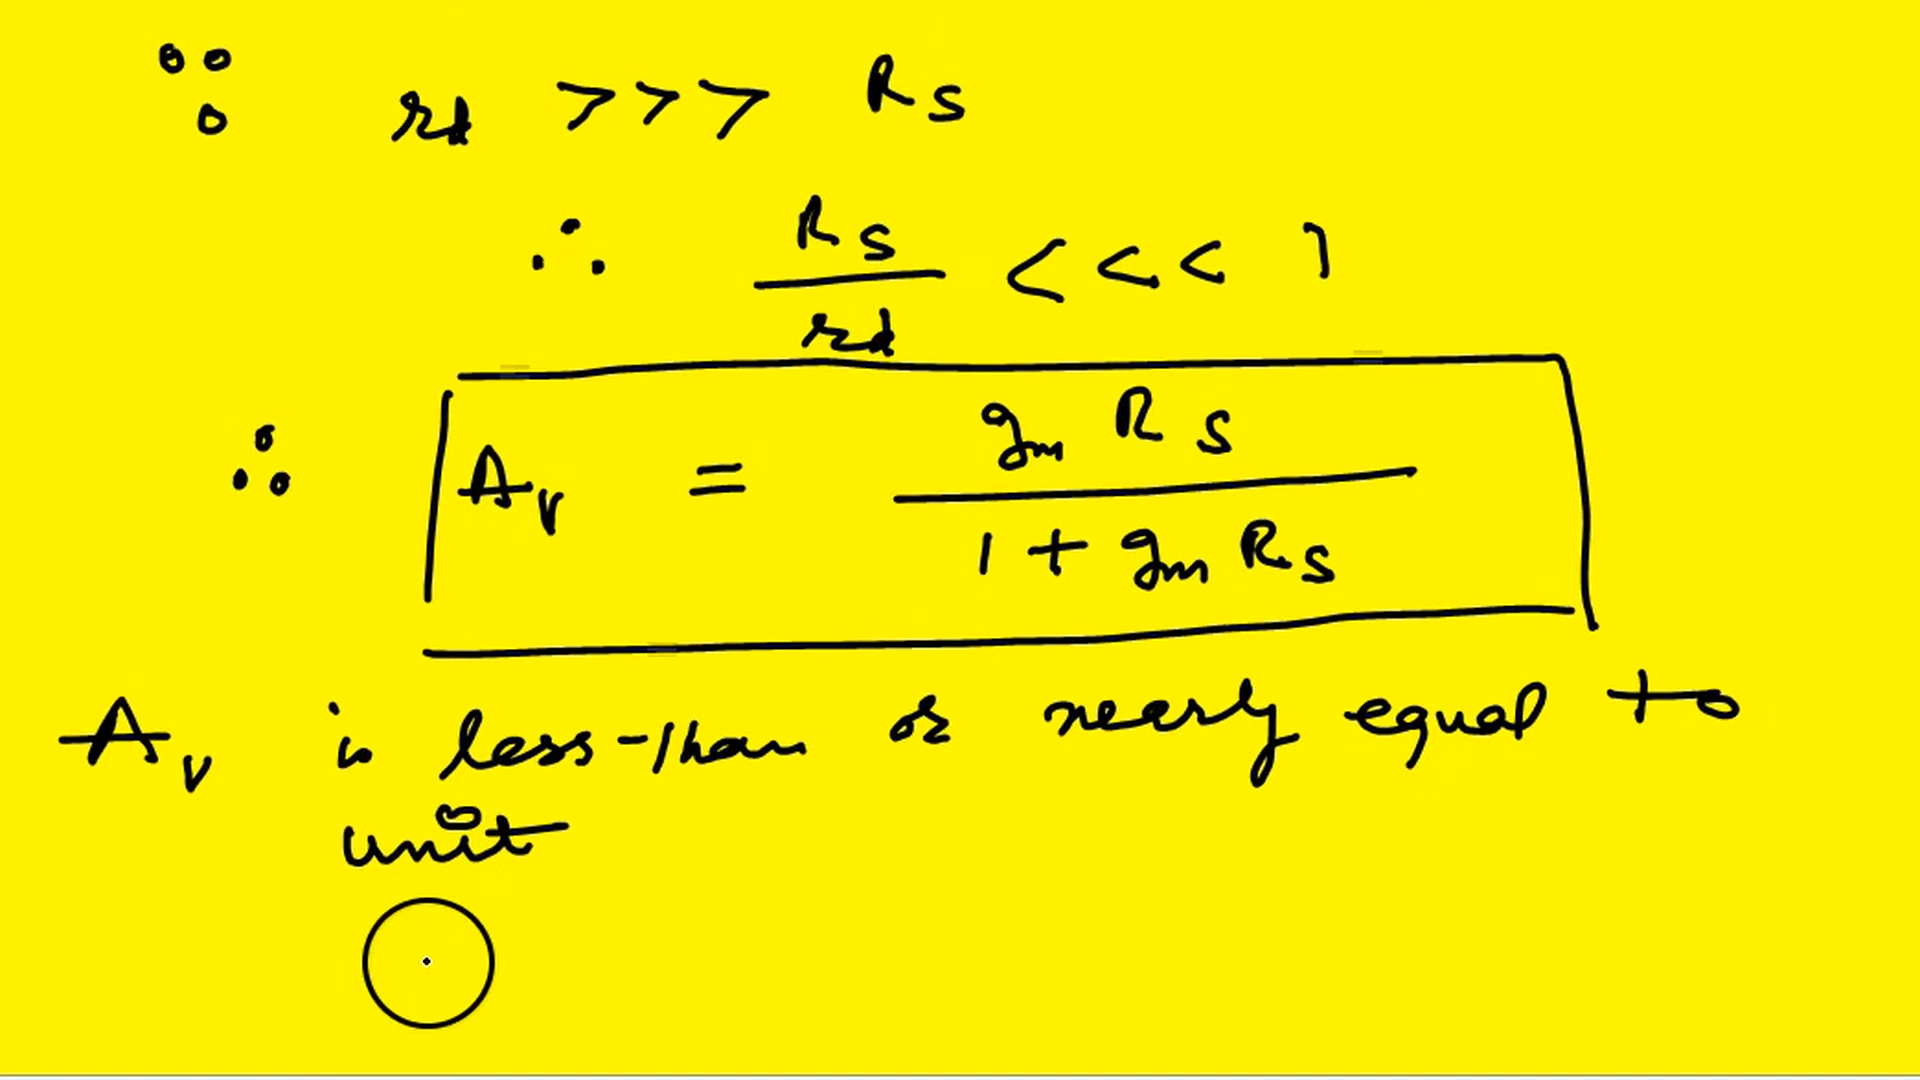 ∵ rd >>> RS
∴ RS / rd <<< 1
∴ Av = gm RS / 1 + gm RS
Av is less than or nearly equal to
unit